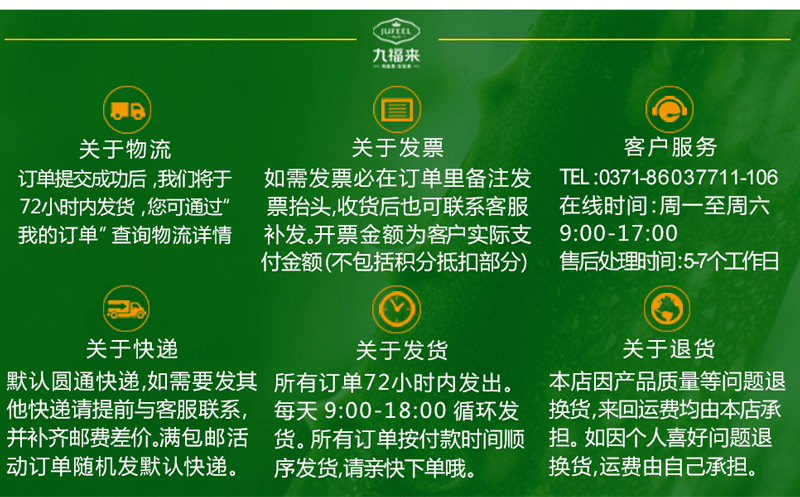 JUFEEL
九福来
关于物流
订单提交成功后,我们将于
72小时内发货,您可通过“
我的订单”查询物流详情
关于发票
如需发票必在订单里备注发
票抬头,收货后也可联系客服
补发。开票金额为客户实际支
付金额(不包括积分抵扣部分)
客户服务
TEL:0371-86037711-106
在线时间:周一至周六
9:00-17:00
售后处理时间:5-7个工作日
关于快递
默认圆通快递,如需要发其
他快递请提前与客服联系,
并补齐邮费差价。满包邮活
动订单随机发默认快递。
关于发货
所有订单72小时内发出。
每天 9:00-18:00 循环发
货。所有订单按付款时间顺
序发货,请亲快下单哦。
关于退货
本店因产品质量等问题退
换货,来回运费均由本店承
担。如因个人喜好问题退
换货,运费由自己承担。